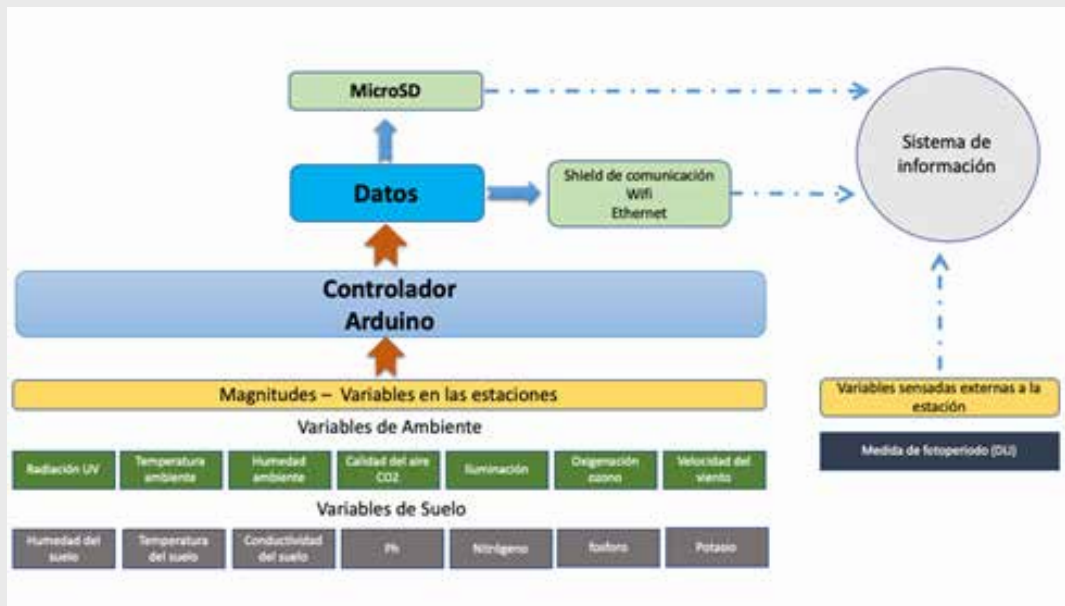 MicroSD
Sistema de
información
Datos
Shield de comunicación
Wifi
Ethernet
Controlador
Arduino
Magnitudes – Variables en las estaciones
Variables sensadas externas a la
estación
Variables de Ambiente
Medida de fotoperiodo (DLI)
Radiación UV
Temperatura
ambiente
Humedad
ambiente
Calidad del aire
CO2
Iluminación
Oxigenación
ozono
Velocidad del
viento
Variables de Suelo
Humedad del
suelo
Temperatura
del suelo
Conductividad
del suelo
Ph
Nitrógeno
fosforo
Potasio